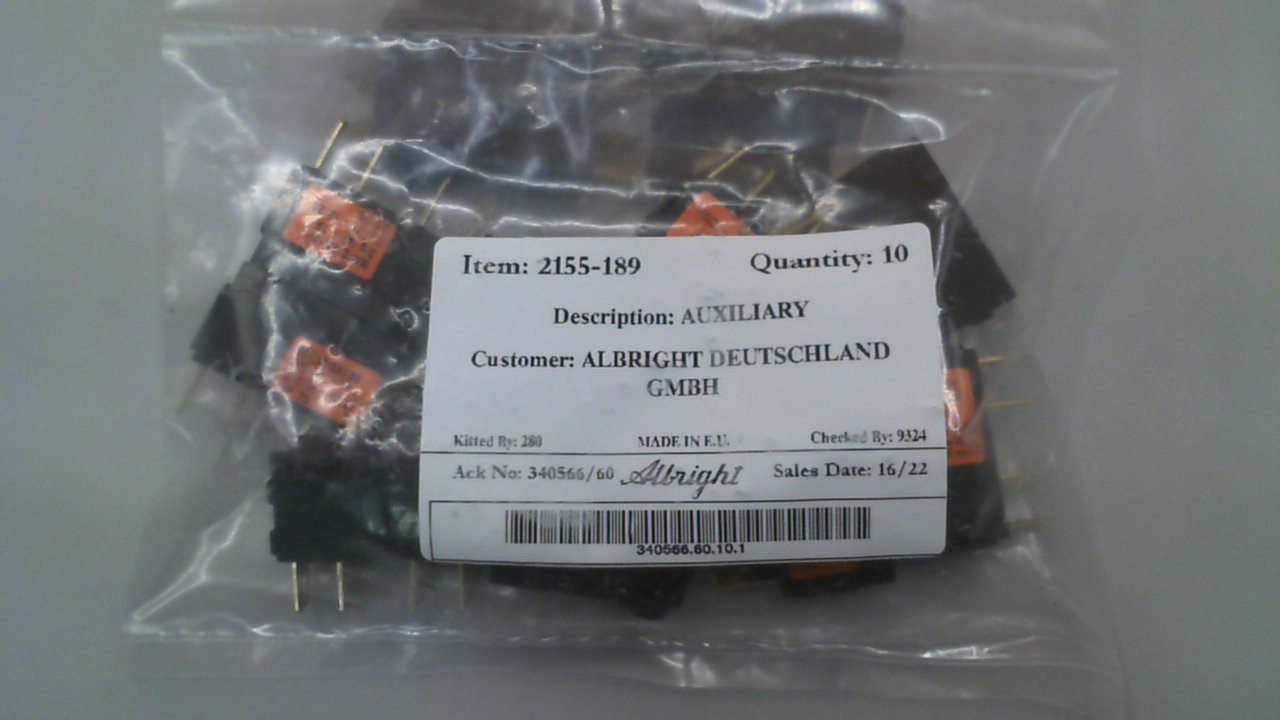 Item: 2155-189 Quantity: 10
Description: AUXILIARY
Customer: ALBRIGHT DEUTSCHLAND
GMBH
Kitted By: 280 MADE IN E.U. Checked By: 9324
Ack No: 340566/60 Albright Sales Date: 16/22
340566.60.10.1